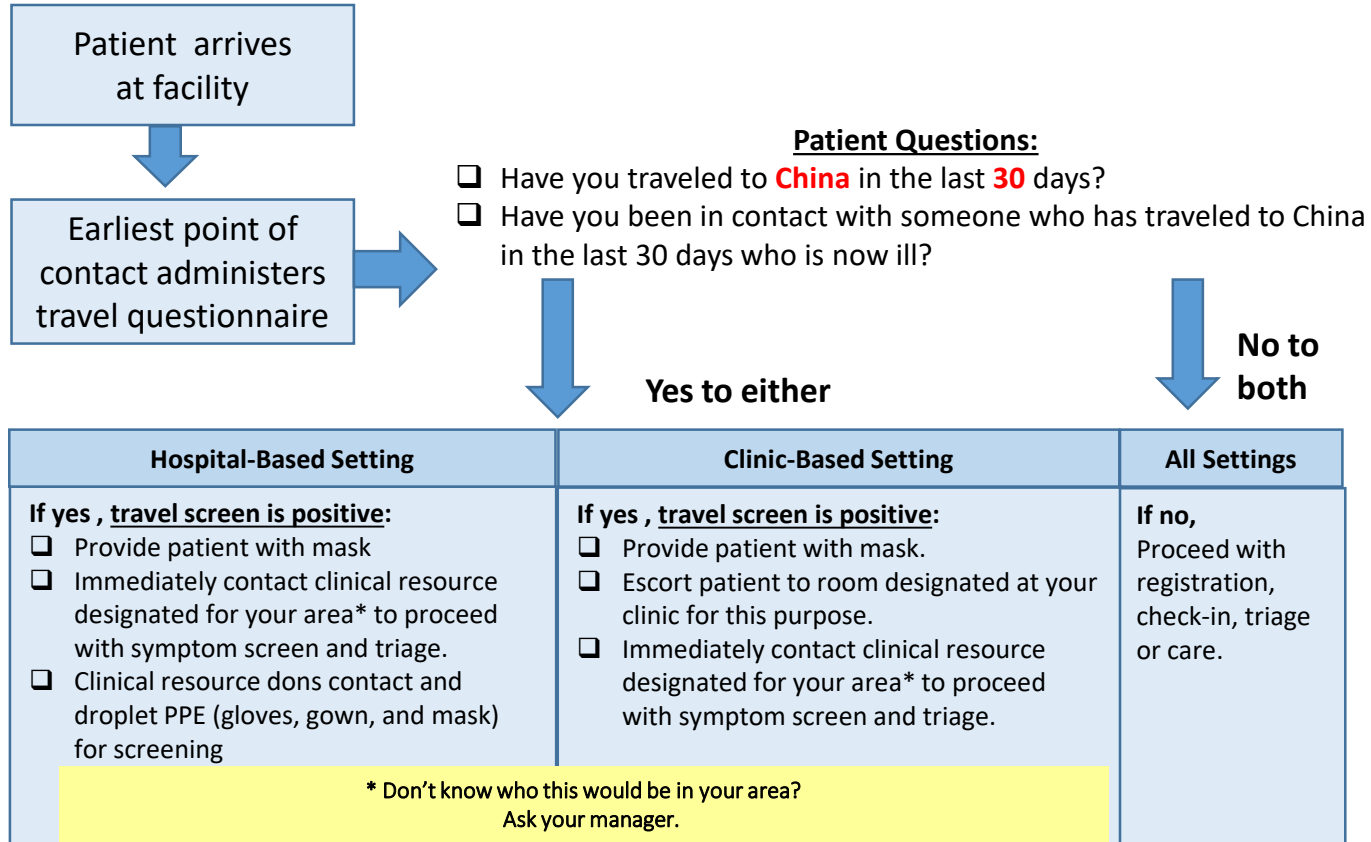 Patient arrives
at facility
Earliest point of
contact administers
travel questionnaire
Patient Questions:
❑ Have you traveled to China in the last 30 days?
❑ Have you been in contact with someone who has traveled to China
in the last 30 days who is now ill?
Yes to either
No to
both
Hospital-Based Setting
If yes , travel screen is positive:
❑ Provide patient with mask
❑ Immediately contact clinical resource
designated for your area* to proceed
with symptom screen and triage.
❑ Clinical resource dons contact and
droplet PPE (gloves, gown, and mask)
for screening
Clinic-Based Setting
If yes , travel screen is positive:
❑ Provide patient with mask.
❑ Escort patient to room designated at your
clinic for this purpose.
❑ Immediately contact clinical resource
designated for your area* to proceed
with symptom screen and triage.
All Settings
If no,
Proceed with
registration,
check-in, triage
or care.
* Don't know who this would be in your area?
Ask your manager.